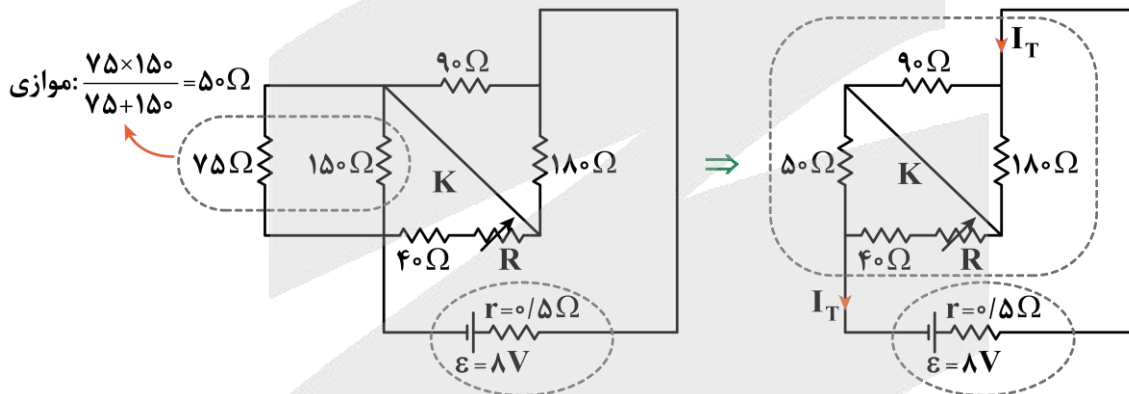 موازی: ۷۵×۱۵۰ / ۷۵+۱۵۰ = ۵۰Ω
۹۰Ω
۷۵Ω
۱۵۰Ω
K
۱۸۰Ω
۴۰Ω
R
r=۰/۵Ω
ε=۸V
⇒
I_T
۹۰Ω
۵۰Ω
K
۱۸۰Ω
۴۰Ω
R
I_T
r=۰/۵Ω
ε=۸V